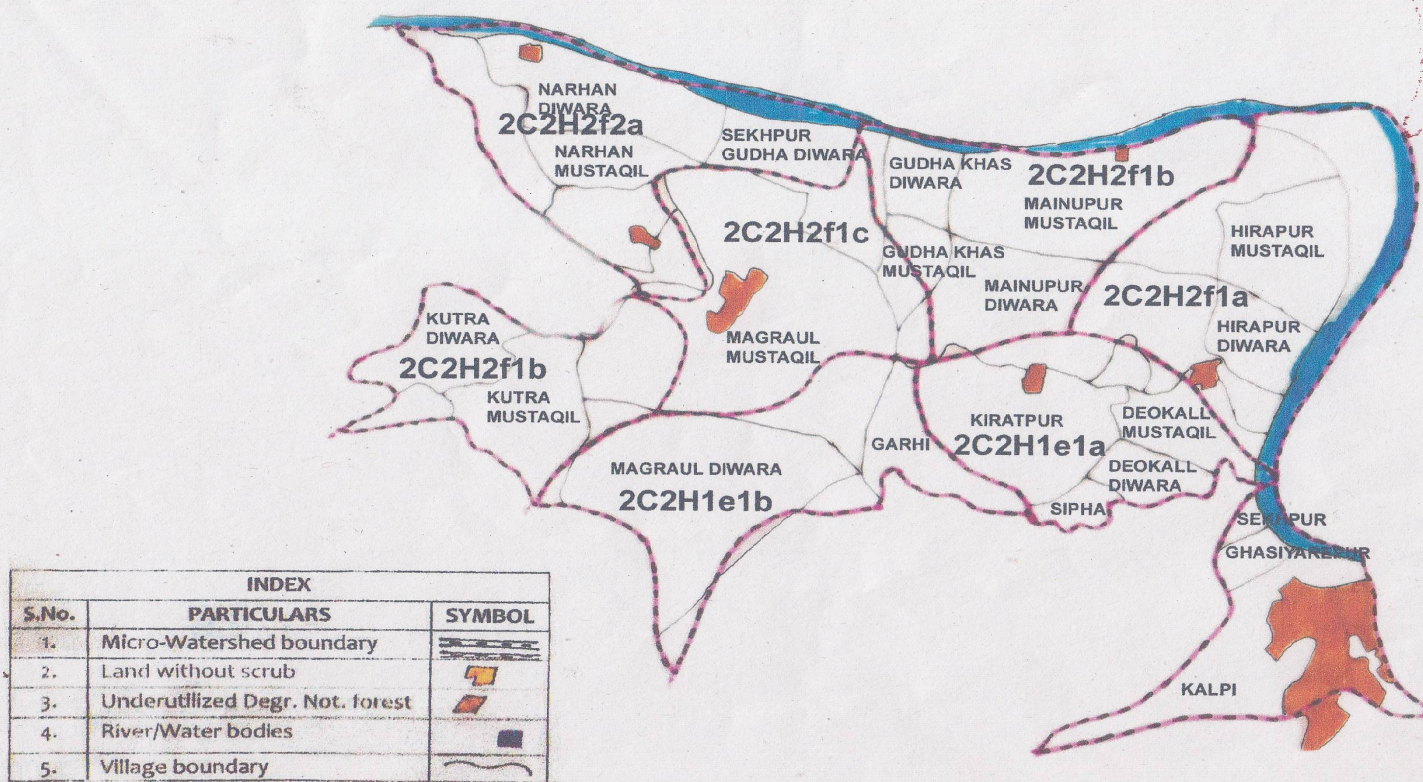 NARHAN
DIWARA
2C2H2f2a
NARHAN
MUSTAQIL
SEKHPUR
GUDHA DIWARA
GUDHA KHAS
DIWARA
2C2H2f1b
MAINUPUR
MUSTAQIL
HIRAPUR
MUSTAQIL
2C2H2f1c
GUDHA KHAS
MUSTAQIL
MAINUPUR
DIWARA
2C2H2f1a
HIRAPUR
DIWARA
KUTRA
DIWARA
2C2H2f1b
KUTRA
MUSTAQIL
MAGRAUL
MUSTAQIL
KIRATPUR
2C2H1e1a
DEOKALL
MUSTAQIL
DEOKALL
DIWARA
GARHI
MAGRAUL DIWARA
2C2H1e1b
SIPHA
SEKHPUR
GHASIYAREPUR
KALPI
INDEX
S.No. PARTICULARS SYMBOL
1. Micro-Watershed boundary
2. Land without scrub
3. Underutilized Degr. Not. forest
4. River/Water bodies
5. Village boundary